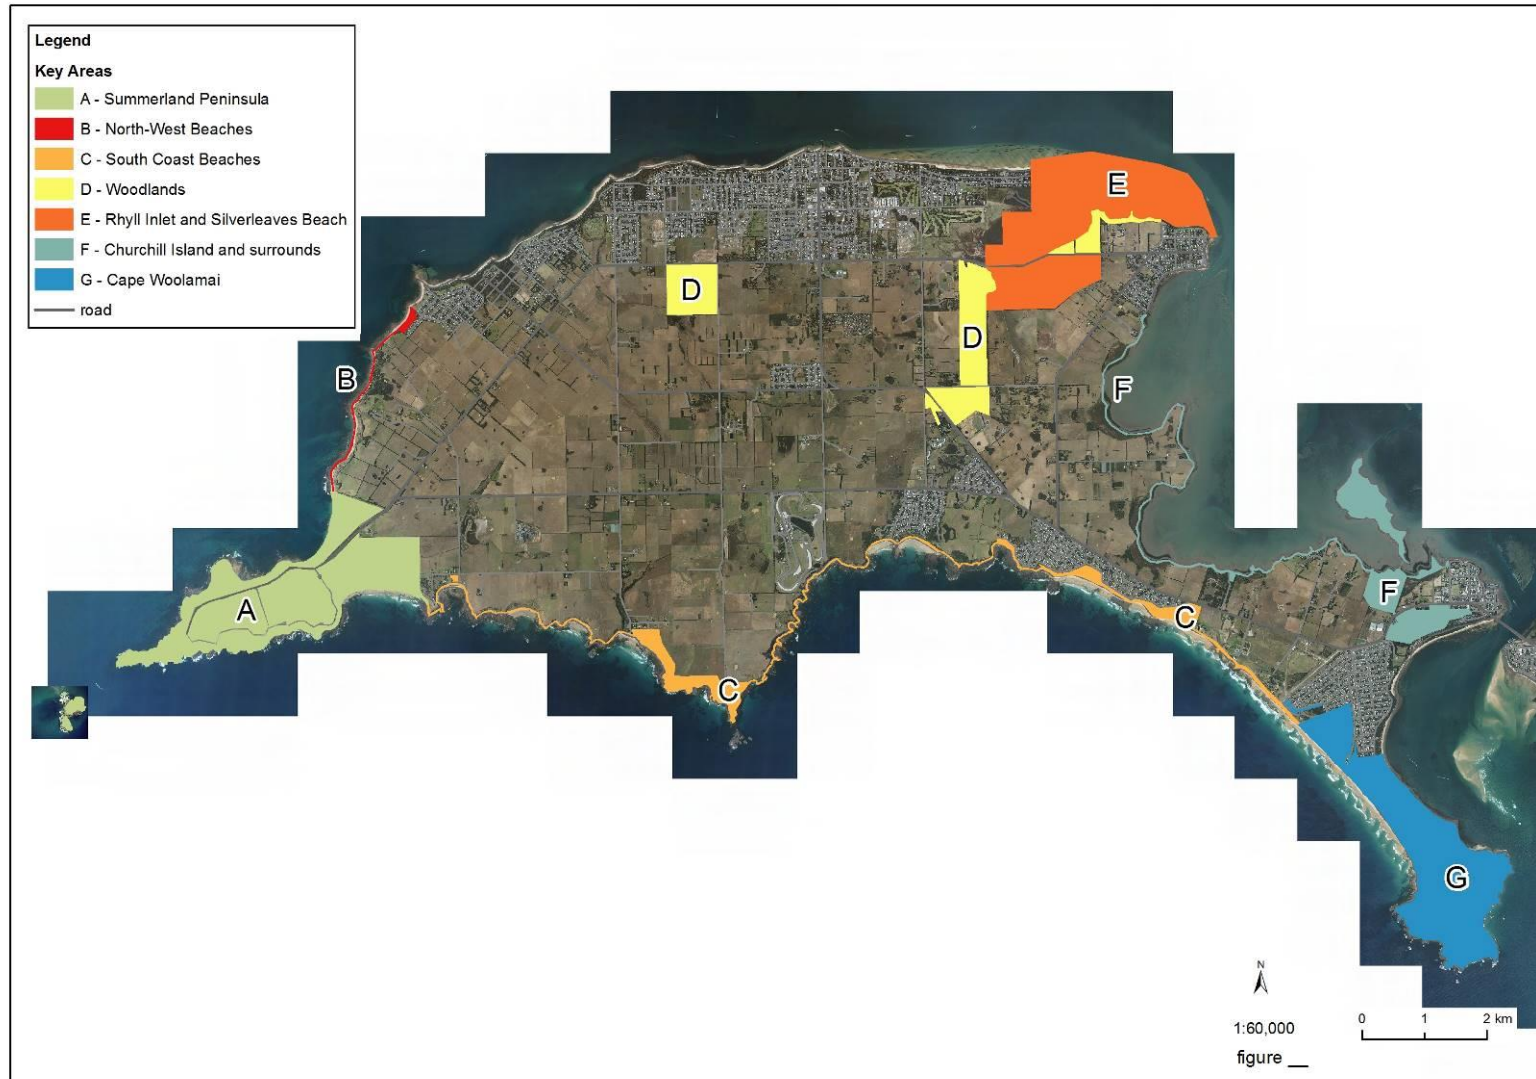 Legend
Key Areas
A - Summerland Peninsula
B - North-West Beaches
C - South Coast Beaches
D - Woodlands
E - Rhyll Inlet and Silverleaves Beach
F - Churchill Island and surrounds
G - Cape Woolamai
road
E
D
D
B
F
A
F
C
C
G
N
1:60,000
0 1 2 km
figure __